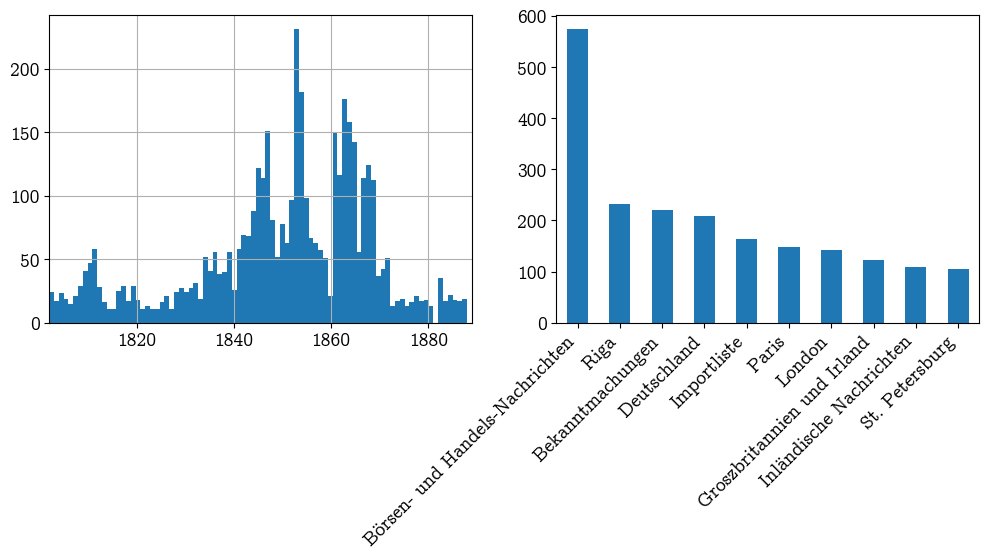 200
150
100
50
0
1820
1840
1860
1880
600
500
400
300
200
100
0
Börsen- und Handels-Nachrichten
Riga
Bekanntmachungen
Deutschland
Importliste
Paris
London
Groszbritannien und Irland
Inländische Nachrichten
St. Petersburg